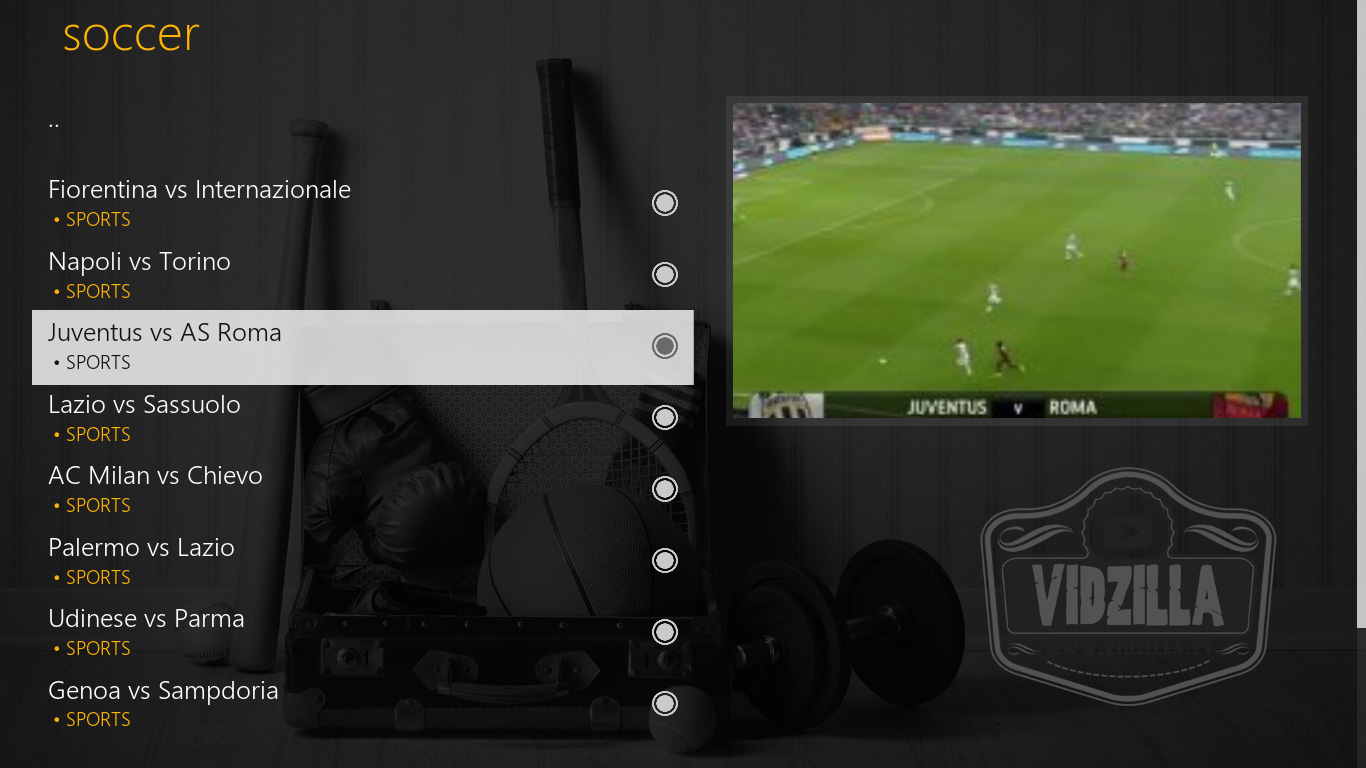 soccer
..
Fiorentina vs Internazionale
• SPORTS
Napoli vs Torino
• SPORTS
Juventus vs AS Roma
• SPORTS
Lazio vs Sassuolo
• SPORTS
AC Milan vs Chievo
• SPORTS
Palermo vs Lazio
• SPORTS
Udinese vs Parma
• SPORTS
Genoa vs Sampdoria
• SPORTS
JUVENTUS v ROMA
VIDZILLA
WWW.VIDZILLA.TV